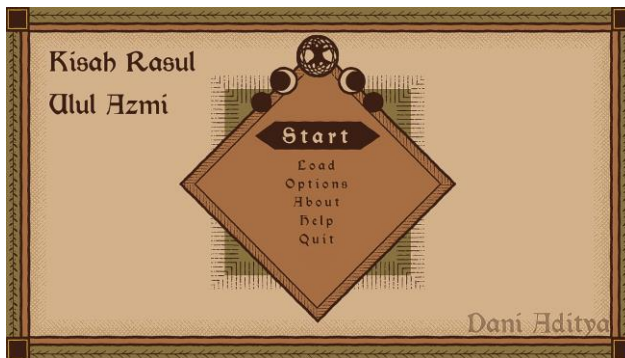 Kisah Rasul
Ulul Azmi
Start
Load
Options
About
Help
Quit
Dani Aditya